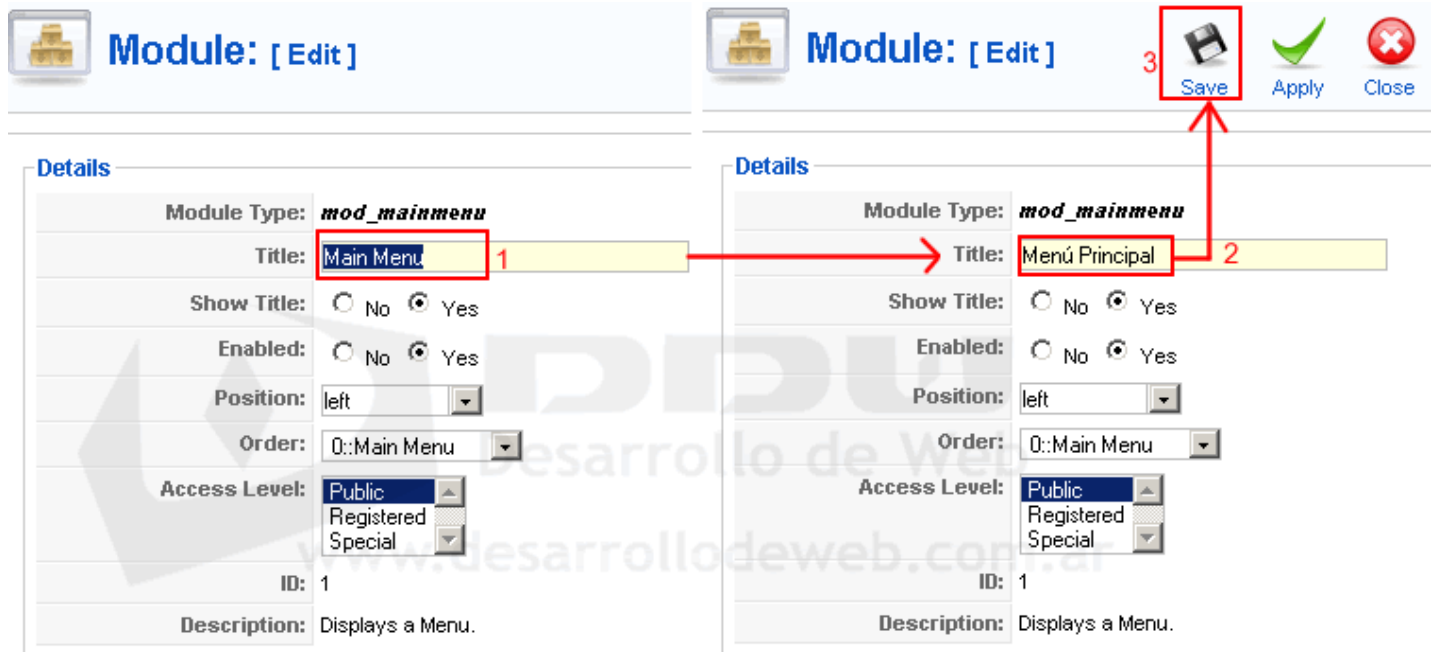 Module: [ Edit ]
Details
Module Type: mod_mainmenu
Title: Main Menu 1
Show Title: No Yes
Enabled: No Yes
Position: left
Order: 0::Main Menu
Access Level: Public
Registered
Special
ID: 1
Description: Displays a Menu.
Module: [ Edit ]
3 Save Apply Close
Details
Module Type: mod_mainmenu
Title: Menú Principal 2
Show Title: No Yes
Enabled: No Yes
Position: left
Order: 0::Main Menu
Access Level: Public
Registered
Special
ID: 1
Description: Displays a Menu.
DDW
Desarrollo de Web
www.desarrollodeweb.com.ar